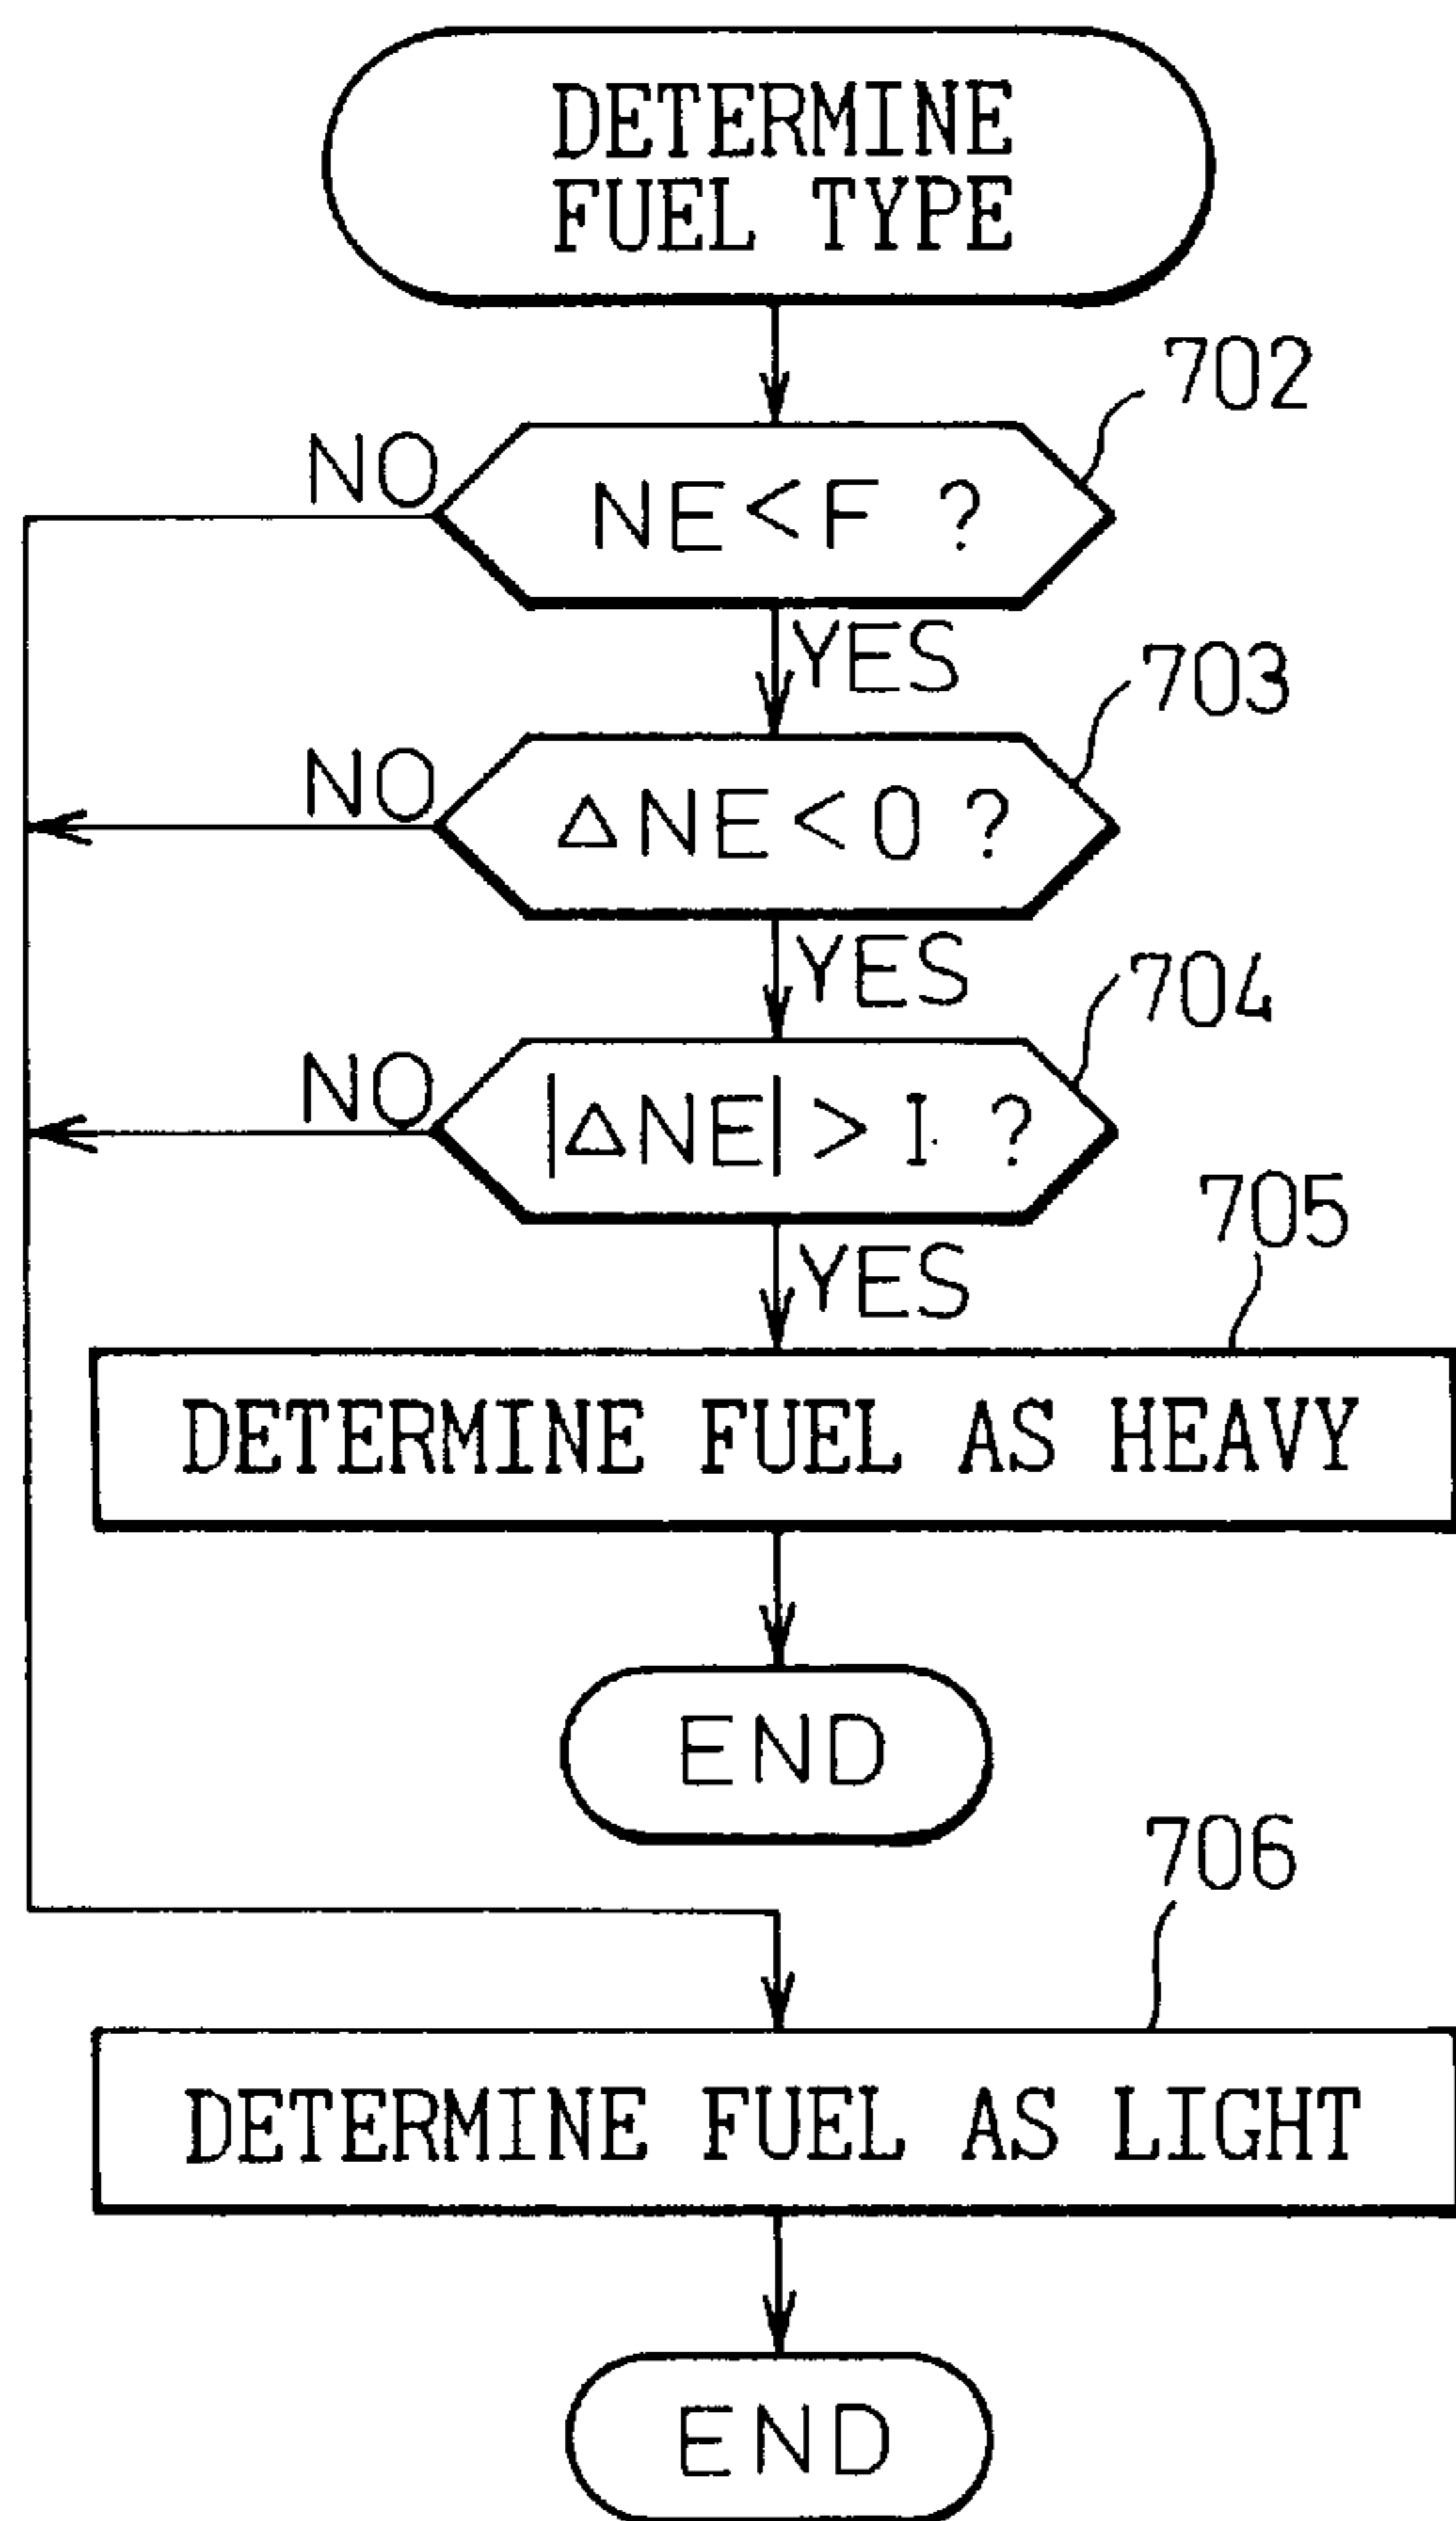 DETERMINE
FUEL TYPE
702
NO
NE<F ?
YES
703
NO
ΔNE<0 ?
YES
704
NO
|ΔNE|>I ?
YES
705
DETERMINE FUEL AS HEAVY
END
706
DETERMINE FUEL AS LIGHT
END